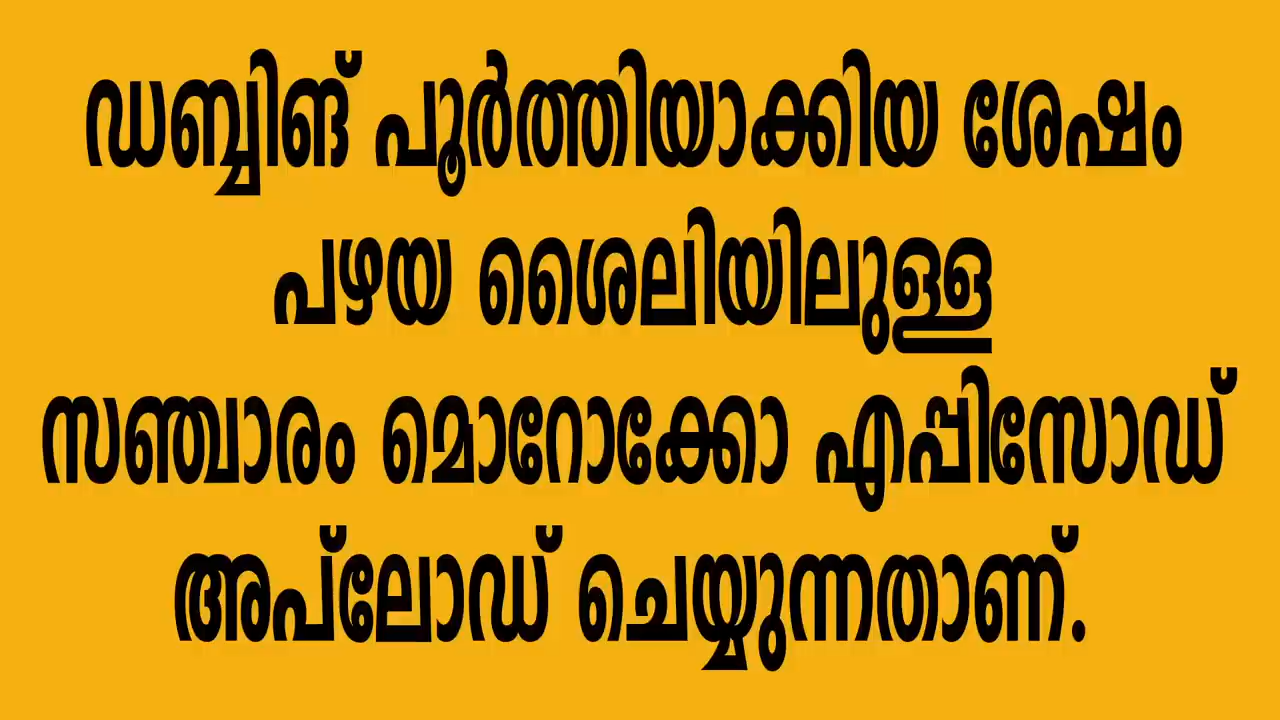 ഡബ്ബിങ് പൂർത്തിയാക്കിയ ശേഷം
പഴയ ശൈലിയിലുള്ള
സഞ്ചാരം മൊറോക്കോ എപ്പിസോഡ്
അപ്‌ലോഡ് ചെയ്യുന്നതാണ്.